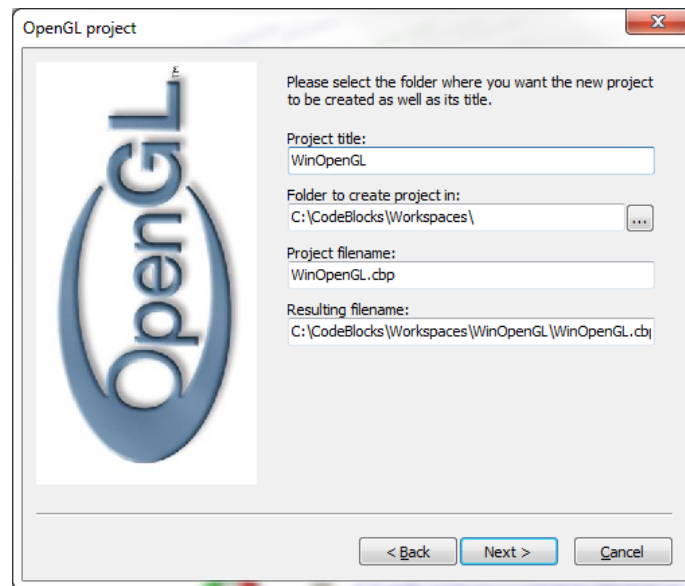 OpenGL project
OpenGL
Please select the folder where you want the new project
to be created as well as its title.
Project title:
WinOpenGL
Folder to create project in:
C:\CodeBlocks\Workspaces\
...
Project filename:
WinOpenGL.cbp
Resulting filename:
C:\CodeBlocks\Workspaces\WinOpenGL\WinOpenGL.cbp
< Back
Next >
Cancel